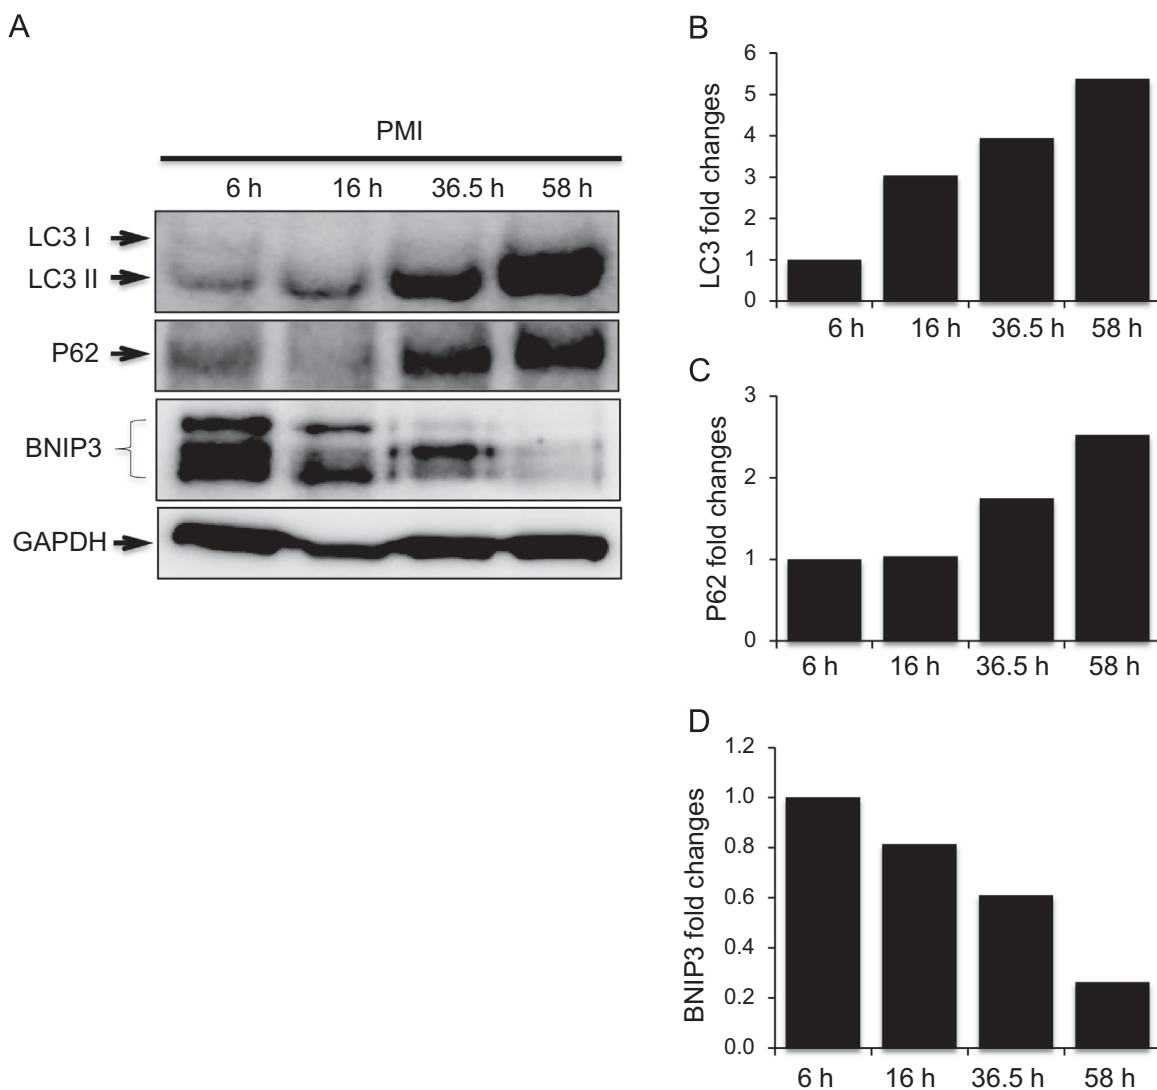 A
PMI
6 h 16 h 36.5 h 58 h
LC3 I
LC3 II
P62
BNIP3
GAPDH
B
LC3 fold changes
6
5
4
3
2
1
0
6 h 16 h 36.5 h 58 h
C
P62 fold changes
3
2
1
0
6 h 16 h 36.5 h 58 h
D
BNIP3 fold changes
1.2
1.0
0.8
0.6
0.4
0.2
0.0
6 h 16 h 36.5 h 58 h